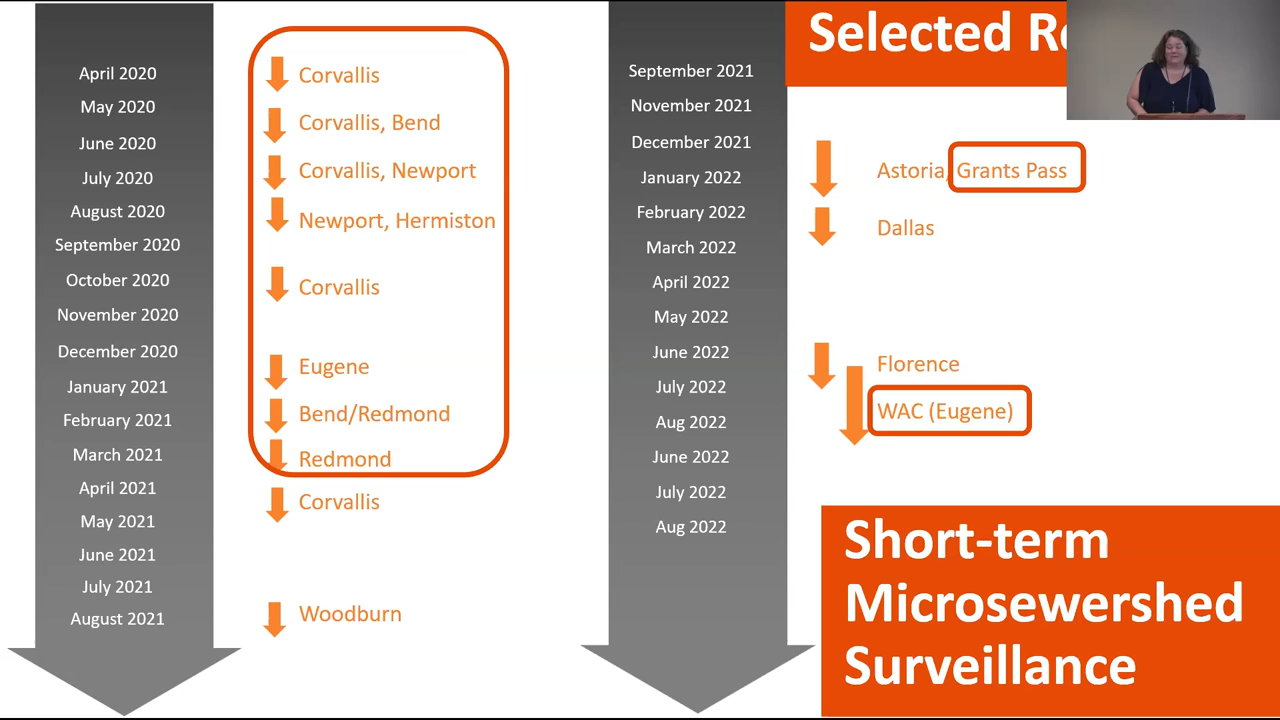 April 2020
May 2020
June 2020
July 2020
August 2020
September 2020
October 2020
November 2020
December 2020
January 2021
February 2021
March 2021
April 2021
May 2021
June 2021
July 2021
August 2021
Corvallis
Corvallis, Bend
Corvallis, Newport
Newport, Hermiston
Corvallis
Eugene
Bend/Redmond
Redmond
Corvallis
Woodburn
September 2021
November 2021
December 2021
January 2022
February 2022
March 2022
April 2022
May 2022
June 2022
July 2022
Aug 2022
June 2022
July 2022
Aug 2022
Selected
Astoria, Grants Pass
Dallas
Florence
WAC (Eugene)
Short-term
Microsewershed
Surveillance